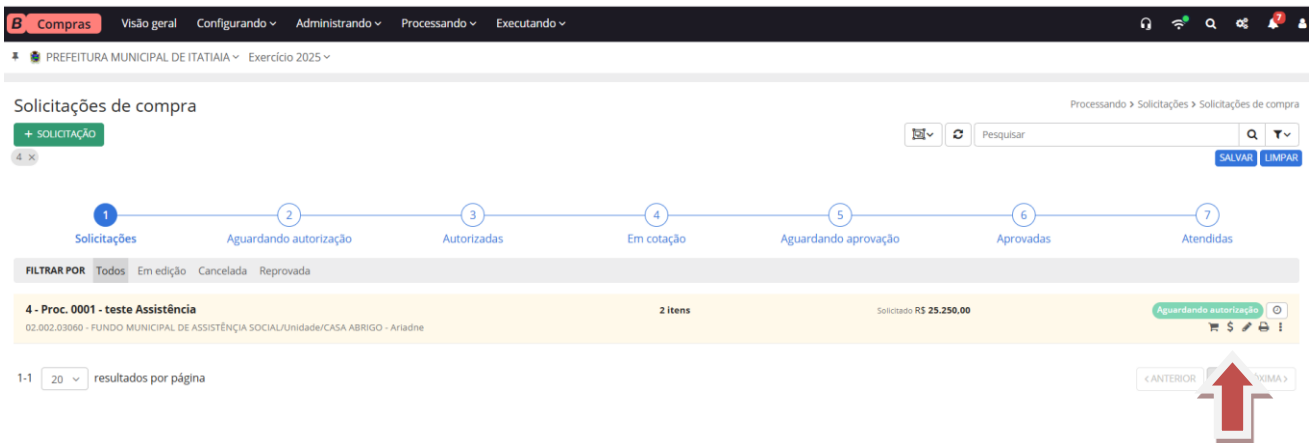 B Compras Visão geral Configurando Administrando Processando Executando 7
PREFEITURA MUNICIPAL DE ITATIAIA Exercício 2025
Solicitações de compra Processando > Solicitações > Solicitações de compra
+ SOLICITAÇÃO Pesquisar
4 × SALVAR LIMPAR
1 2 3 4 5 6 7
Solicitações Aguardando autorização Autorizadas Em cotação Aguardando aprovação Aprovadas Atendidas
FILTRAR POR Todos Em edição Cancelada Reprovada
4 - Proc. 0001 - teste Assistência 2 itens Solicitado R$ 25.250,00 Aguardando autorização
02.002.03060 - FUNDO MUNICIPAL DE ASSISTÊNÇIA SOCIAL/Unidade/CASA ABRIGO - Ariadne $
1-1 20 resultados por página < ANTERIOR